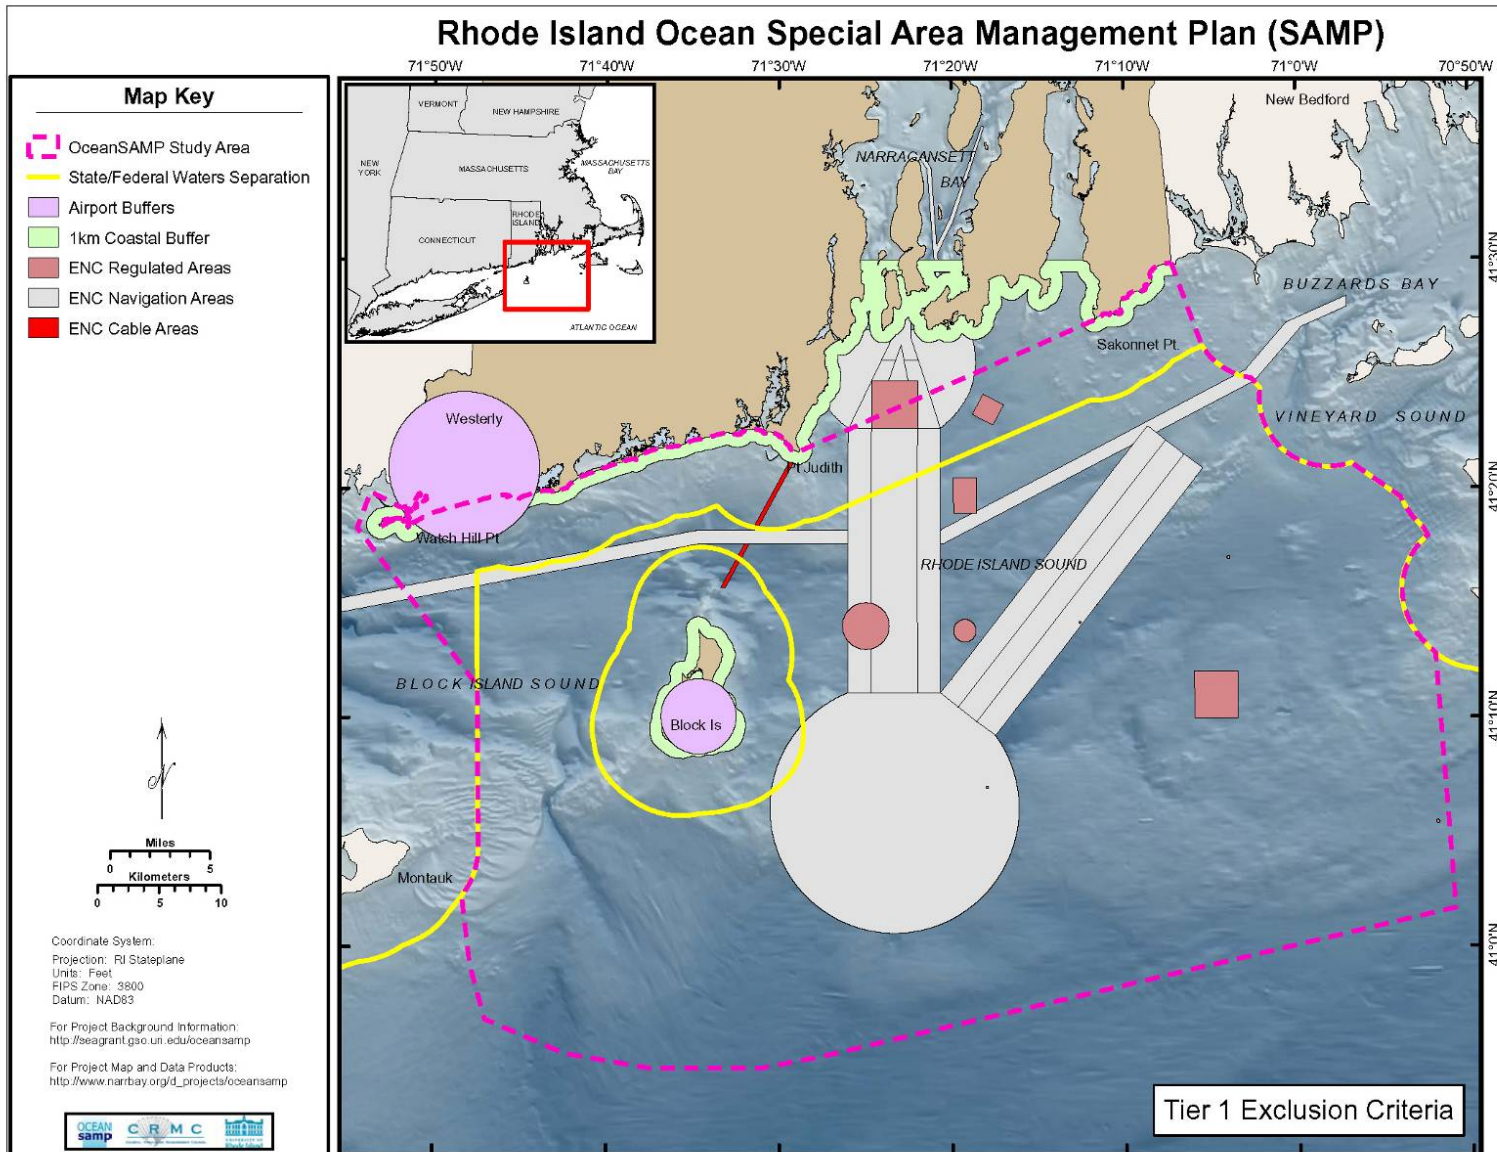 Rhode Island Ocean Special Area Management Plan (SAMP)
71°50'W
71°40'W
71°30'W
71°20'W
71°10'W
71°0'W
70°50'W
Map Key
OceanSAMP Study Area
State/Federal Waters Separation
Airport Buffers
1km Coastal Buffer
ENC Regulated Areas
ENC Navigation Areas
ENC Cable Areas
VERMONT
NEW HAMPSHIRE
NEW
YORK
MASSACHUSETTS
MASSACHUSETTS
BAY
RHODE
ISLAND
CONNECTICUT
ATLANTIC OCEAN
New Bedford
NARRAGANSETT
BAY
41°30'N
BUZZARDS BAY
Sakonnet Pt.
Westerly
VINEYARD SOUND
Pt Judith
41°20'N
Watch Hill Pt
RHODE ISLAND SOUND
BLOCK ISLAND SOUND
Block Is
41°10'N
Montauk
41°0'N
N
Miles
0 5
Kilometers
0 5 10
Coordinate System:
Projection: RI Stateplane
Units: Feet
FIPS Zone: 3800
Datum: NAD83
For Project Background Information:
http://seagrant.gso.uri.edu/oceansamp
For Project Map and Data Products:
http://www.narrbay.org/d_projects/oceansamp
OCEAN
samp
CRMC
Rhode Island
Tier 1 Exclusion Criteria